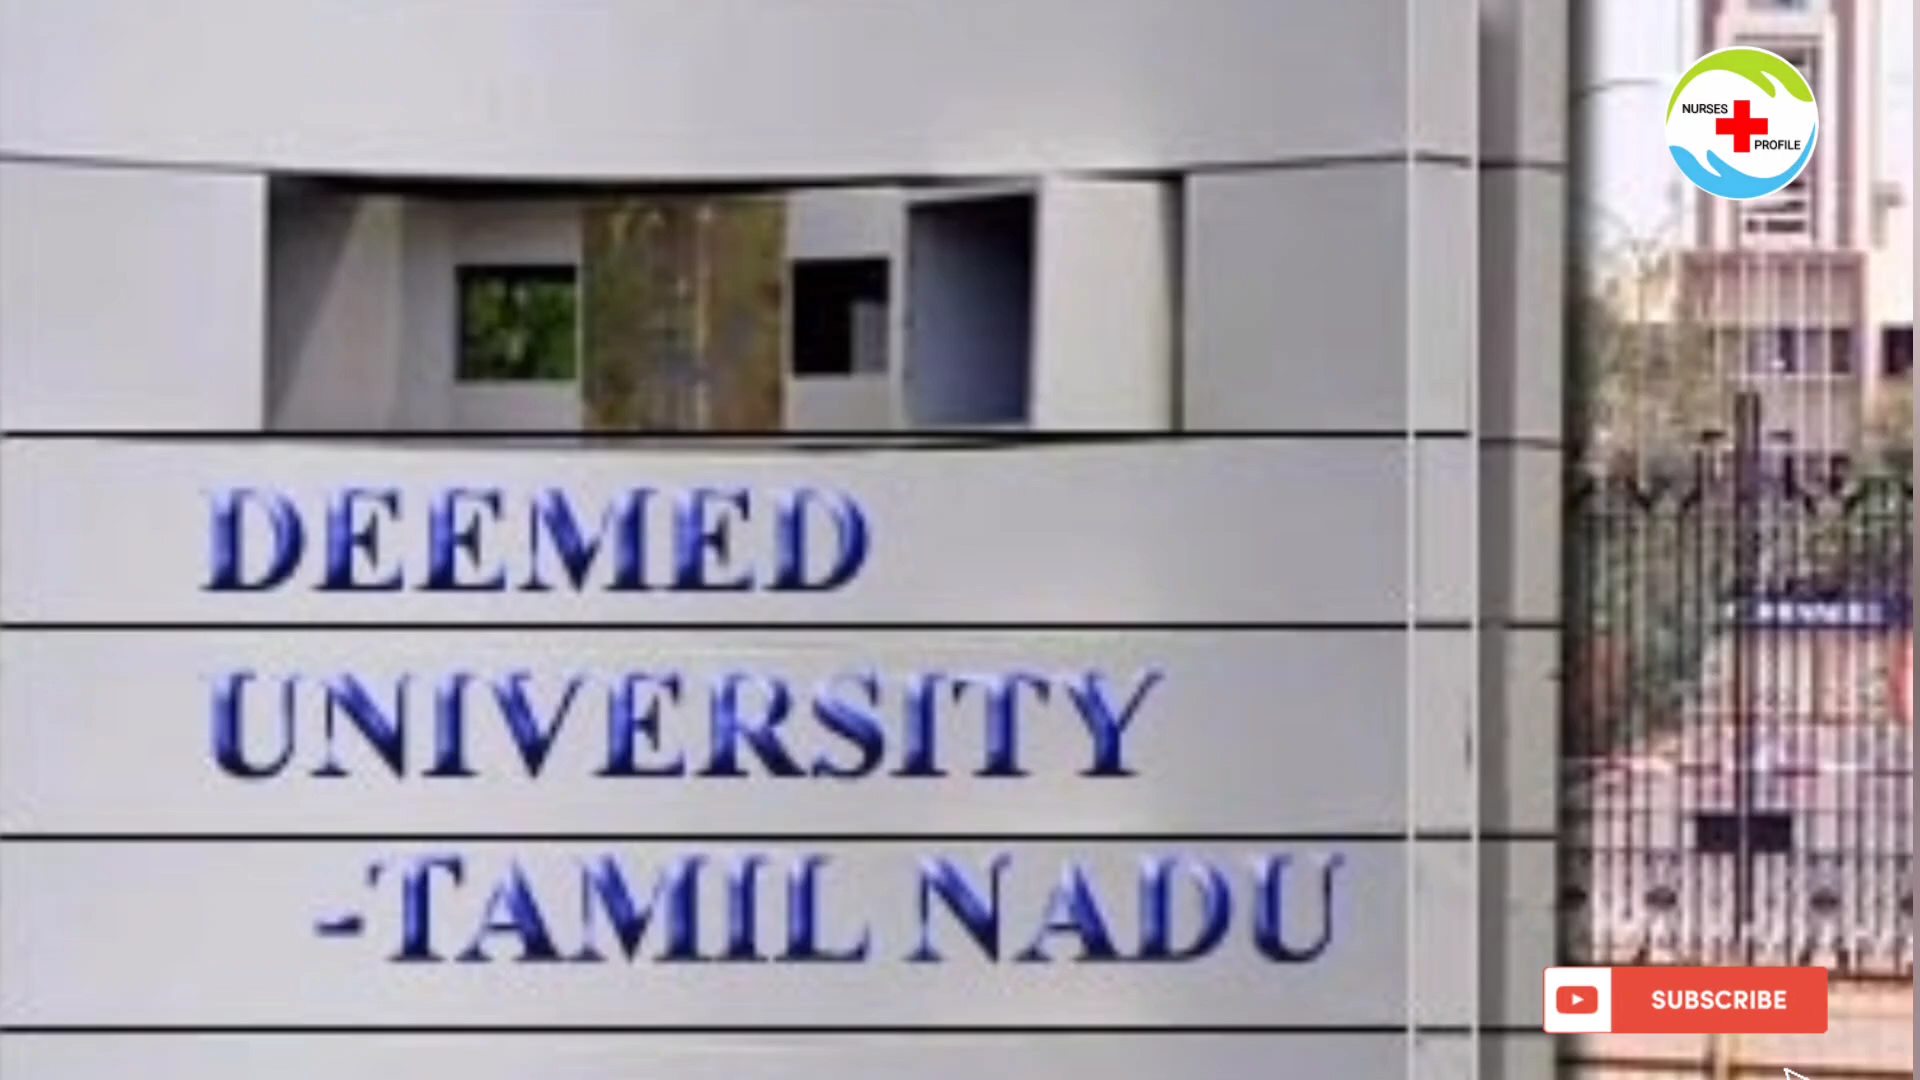 NURSES
PROFILE
DEEMED
UNIVERSITY
-TAMIL NADU
SUBSCRIBE